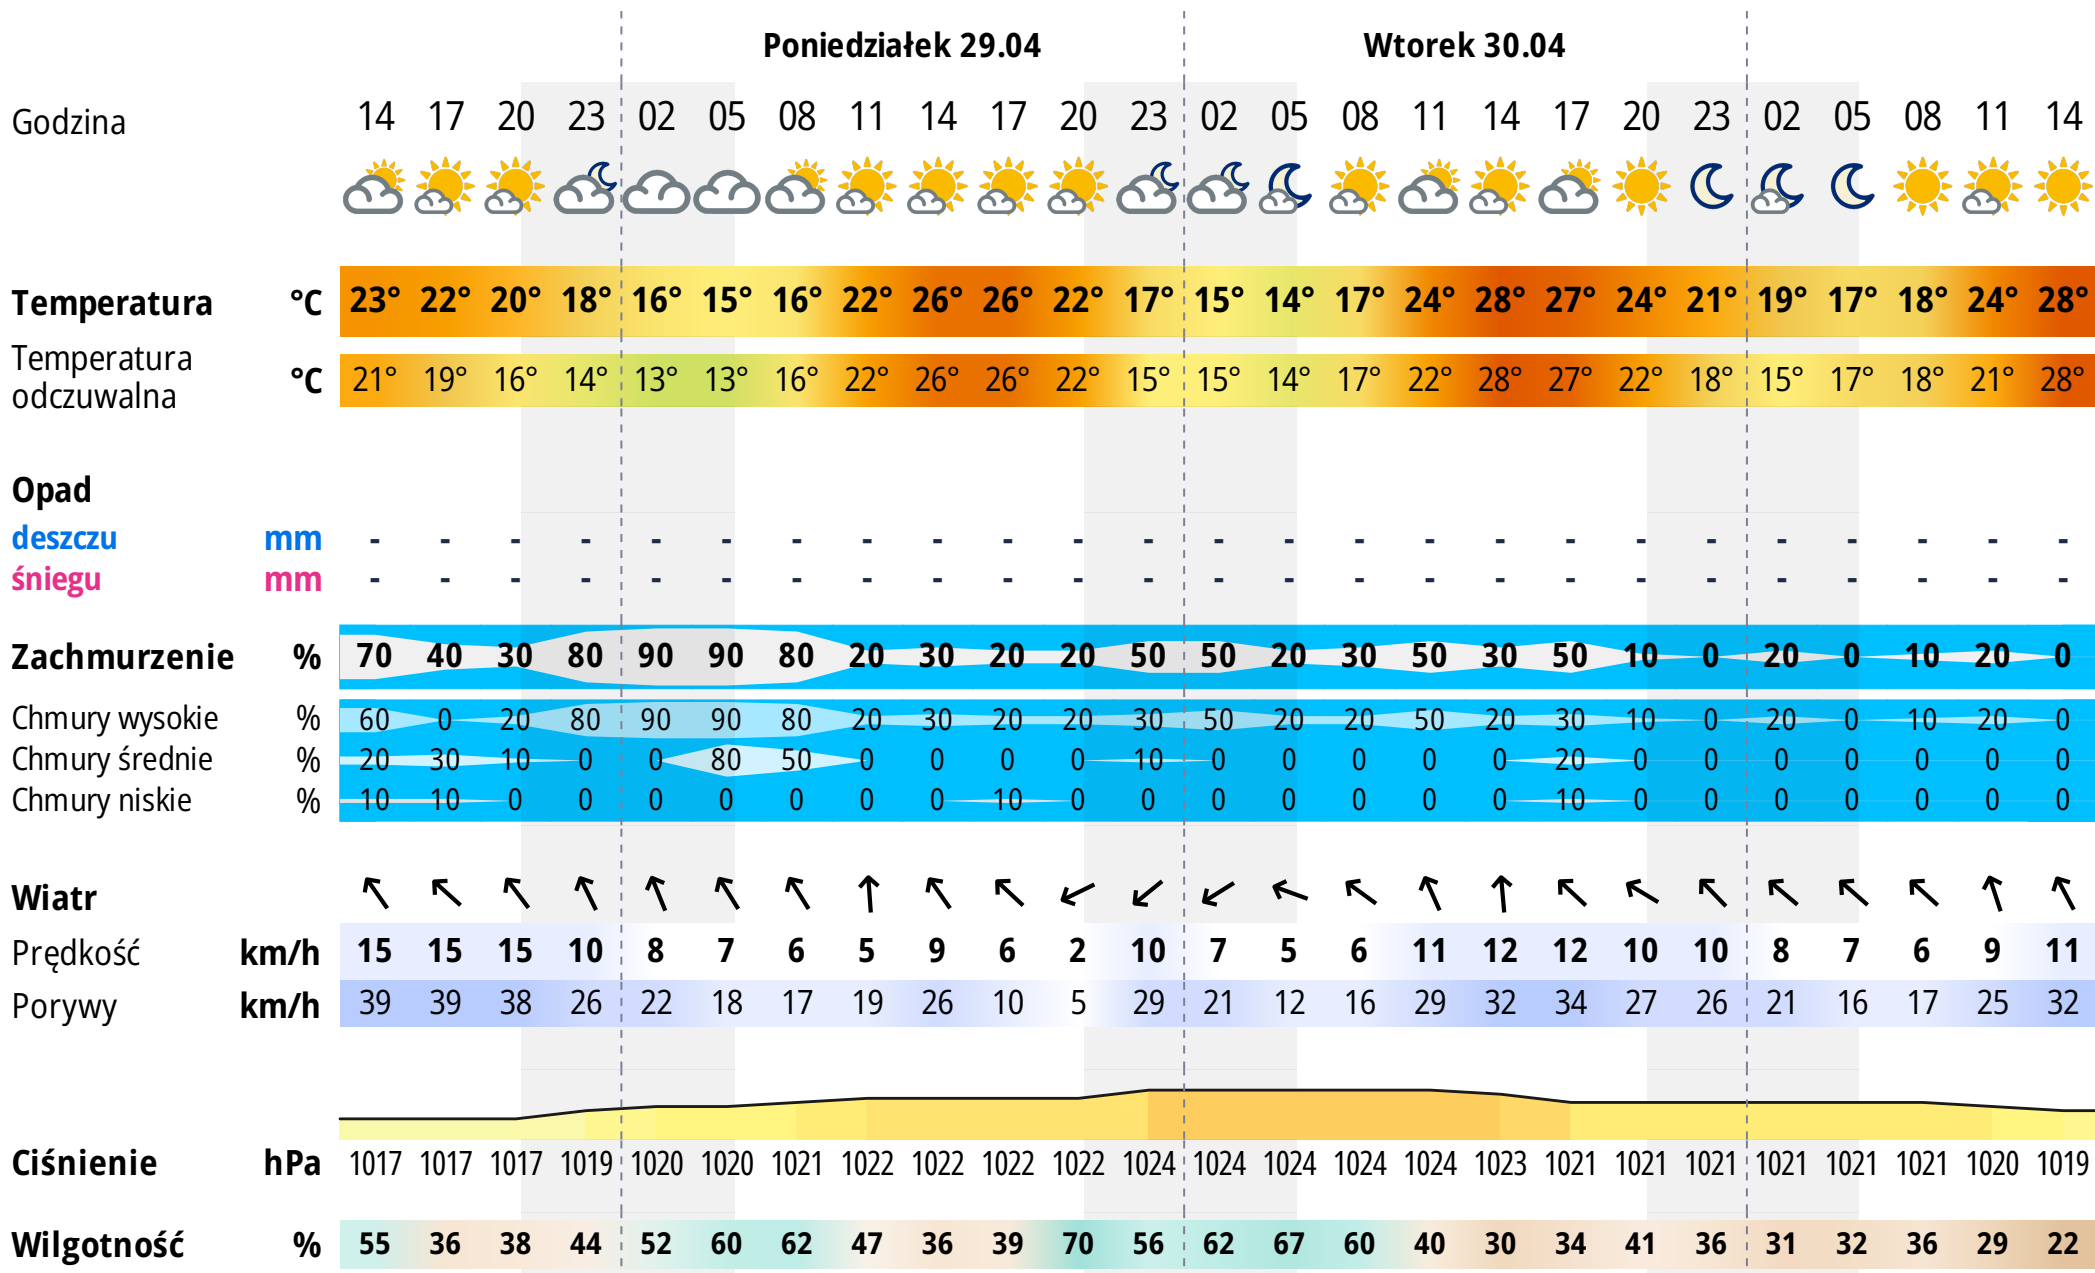 Poniedziałek 29.04 Wtorek 30.04
Godzina 14 17 20 23 02 05 08 11 14 17 20 23 02 05 08 11 14 17 20 23 02 05 08 11 14
Temperatura °C 23° 22° 20° 18° 16° 15° 16° 22° 26° 26° 22° 17° 15° 14° 17° 24° 28° 27° 24° 21° 19° 17° 18° 24° 28°
Temperatura
odczuwalna °C 21° 19° 16° 14° 13° 13° 16° 22° 26° 26° 22° 15° 15° 14° 17° 22° 28° 27° 22° 18° 15° 17° 18° 21° 28°
Opad
deszczu mm - - - - - - - - - - - - - - - - - - - - - - - - -
śniegu mm - - - - - - - - - - - - - - - - - - - - - - - - -
Zachmurzenie % 70 40 30 80 90 90 80 20 30 20 20 50 50 20 30 50 30 50 10 0 20 0 10 20 0
Chmury wysokie % 60 0 20 80 90 90 80 20 30 20 20 30 50 20 20 50 20 30 10 0 20 0 10 20 0
Chmury średnie % 20 30 10 0 0 80 50 0 0 0 0 10 0 0 0 0 0 20 0 0 0 0 0 0 0
Chmury niskie % 10 10 0 0 0 0 0 0 0 10 0 0 0 0 0 0 0 10 0 0 0 0 0 0 0
Wiatr
Prędkość km/h 15 15 15 10 8 7 6 5 9 6 2 10 7 5 6 11 12 12 10 10 8 7 6 9 11
Porywy km/h 39 39 38 26 22 18 17 19 26 10 5 29 21 12 16 29 32 34 27 26 21 16 17 25 32
Ciśnienie hPa 1017 1017 1017 1019 1020 1020 1021 1022 1022 1022 1022 1024 1024 1024 1024 1024 1023 1021 1021 1021 1021 1021 1021 1020 1019
Wilgotność % 55 36 38 44 52 60 62 47 36 39 70 56 62 67 60 40 30 34 41 36 31 32 36 29 22